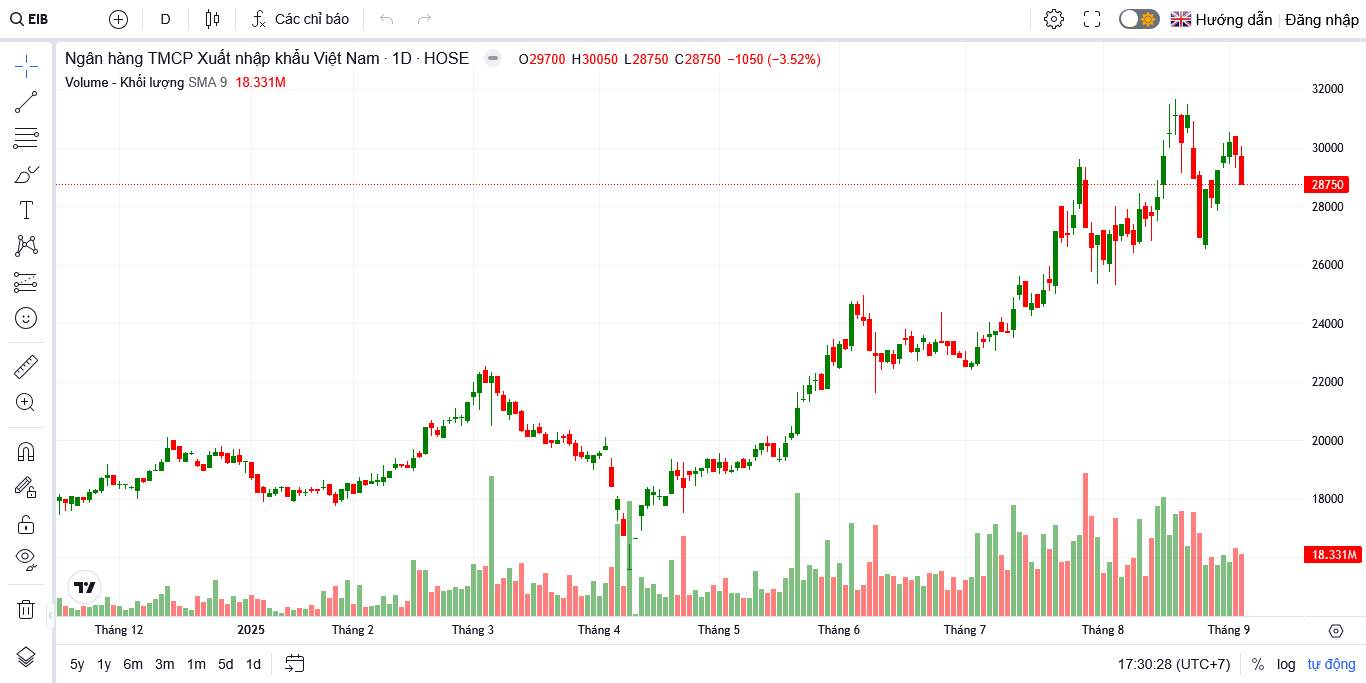 EIB D Các chỉ báo Hướng dẫn Đăng nhập
Ngân hàng TMCP Xuất nhập khẩu Việt Nam · 1D · HOSE O29700 H30050 L28750 C28750 −1050 (−3.52%)
Volume - Khối lượng SMA 9 18.331M
32000
30000
28750
28000
26000
24000
22000
20000
18000
18.331M
Tháng 12 2025 Tháng 2 Tháng 3 Tháng 4 Tháng 5 Tháng 6 Tháng 7 Tháng 8 Tháng 9
5y 1y 6m 3m 1m 5d 1d 17:30:28 (UTC+7) % log tự động